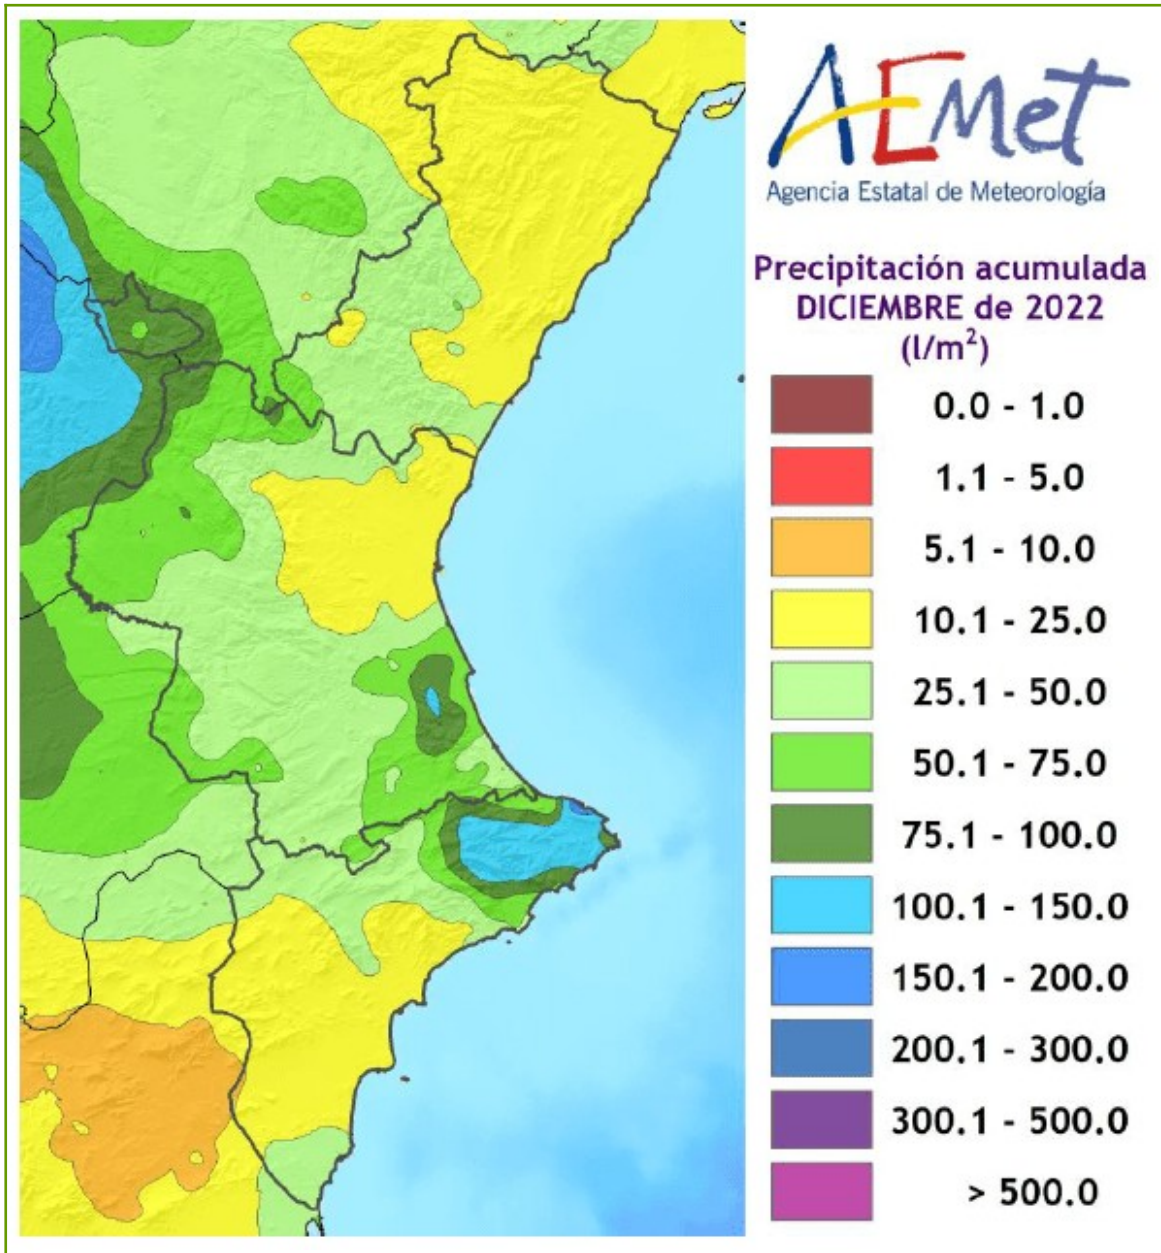 AEMet
Agencia Estatal de Meteorología
Precipitación acumulada
DICIEMBRE de 2022
(l/m²)
0.0 - 1.0
1.1 - 5.0
5.1 - 10.0
10.1 - 25.0
25.1 - 50.0
50.1 - 75.0
75.1 - 100.0
100.1 - 150.0
150.1 - 200.0
200.1 - 300.0
300.1 - 500.0
> 500.0